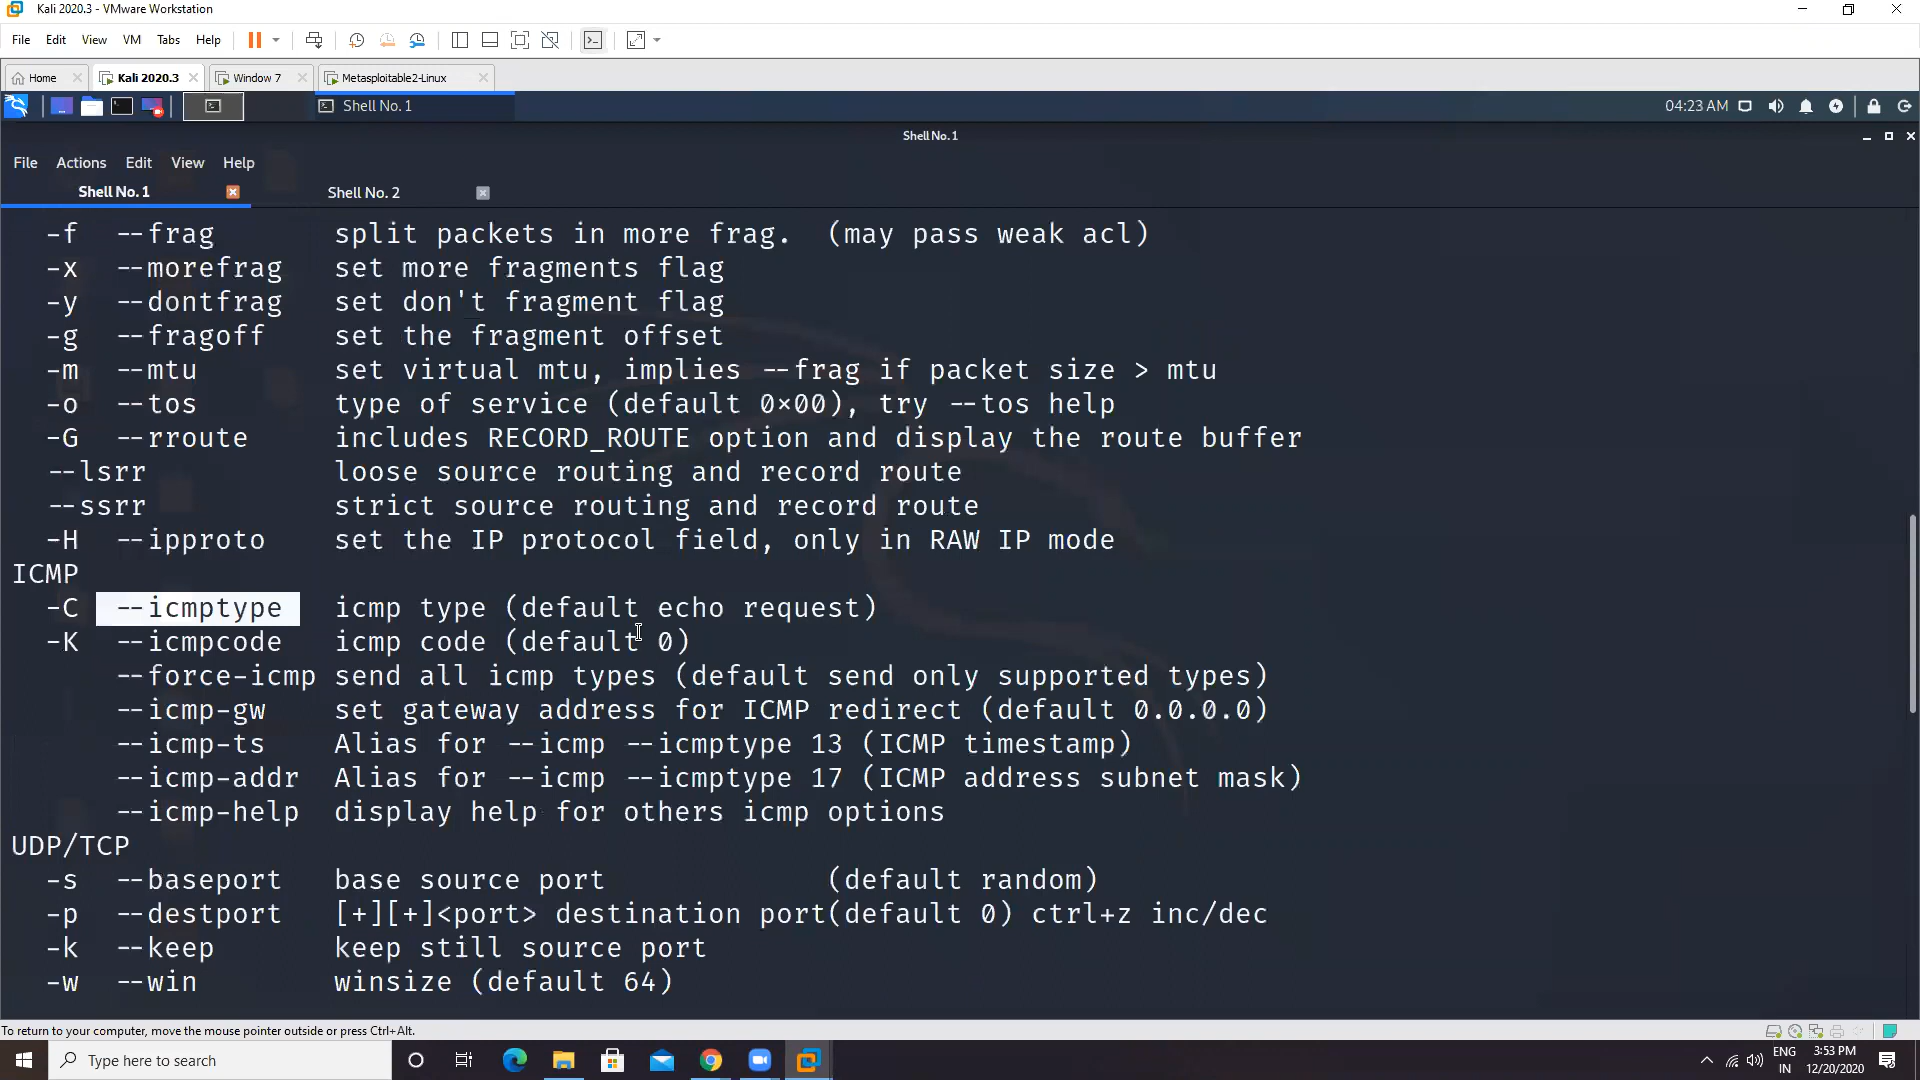 Kali 2020.3 - VMware Workstation
File Edit View VM Tabs Help
Home Kali 2020.3 Window 7 Metasploitable2-Linux
Shell No. 1 04:23 AM
Shell No. 1
File Actions Edit View Help
Shell No. 1 Shell No. 2
-f --frag split packets in more frag. (may pass weak acl)
-x --morefrag set more fragments flag
-y --dontfrag set don't fragment flag
-g --fragoff set the fragment offset
-m --mtu set virtual mtu, implies --frag if packet size > mtu
-o --tos type of service (default 0×00), try --tos help
-G --rroute includes RECORD_ROUTE option and display the route buffer
--lsrr loose source routing and record route
--ssrr strict source routing and record route
-H --ipproto set the IP protocol field, only in RAW IP mode
ICMP
-C --icmptype icmp type (default echo request)
-K --icmpcode icmp code (default 0)
--force-icmp send all icmp types (default send only supported types)
--icmp-gw set gateway address for ICMP redirect (default 0.0.0.0)
--icmp-ts Alias for --icmp --icmptype 13 (ICMP timestamp)
--icmp-addr Alias for --icmp --icmptype 17 (ICMP address subnet mask)
--icmp-help display help for others icmp options
UDP/TCP
-s --baseport base source port (default random)
-p --destport [+][+]<port> destination port(default 0) ctrl+z inc/dec
-k --keep keep still source port
-w --win winsize (default 64)
To return to your computer, move the mouse pointer outside or press Ctrl+Alt.
Type here to search
ENG 3:53 PM
IN 12/20/2020